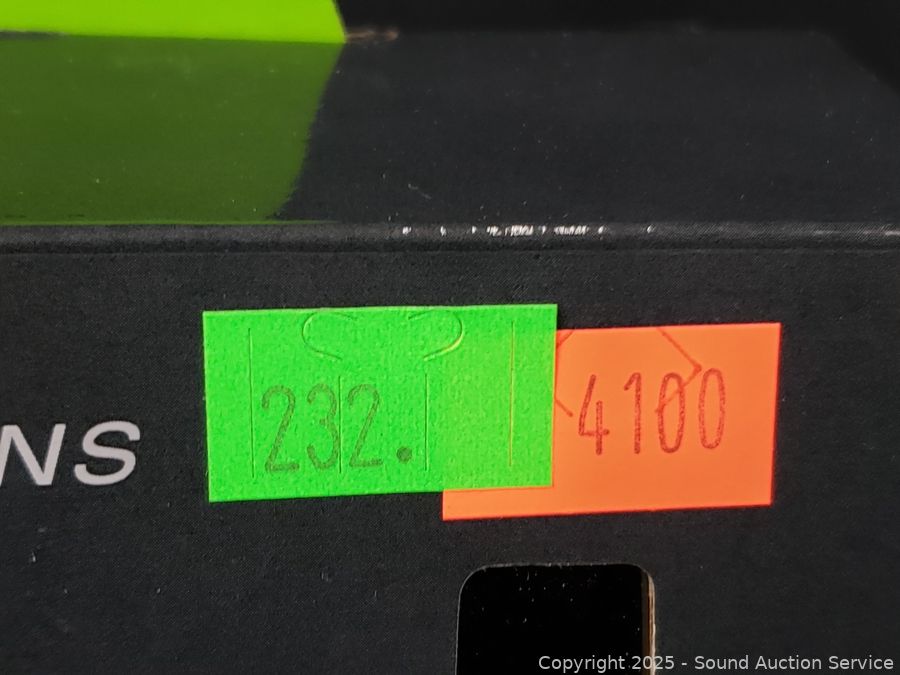 232.
4100
NS
Copyright 2025 - Sound Auction Service